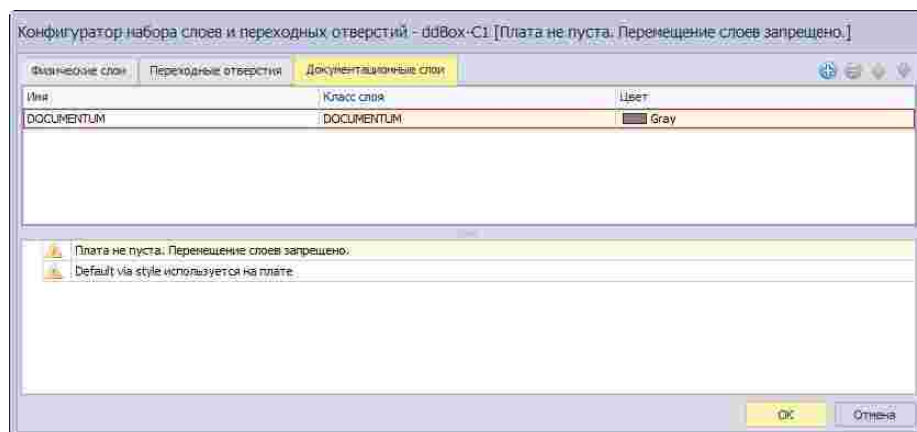 Конфигуратор набора слоев и переходных отверстий - ddBox-C1 [Плата не пуста. Перемещение слоев запрещено.]
Физические слои Переходные отверстия Документационные слои
Имя Класс слоя Цвет
DOCUMENTUM DOCUMENTUM Gray
Плата не пуста. Перемещение слоев запрещено.
Default via style используется на плате
OK Отмена